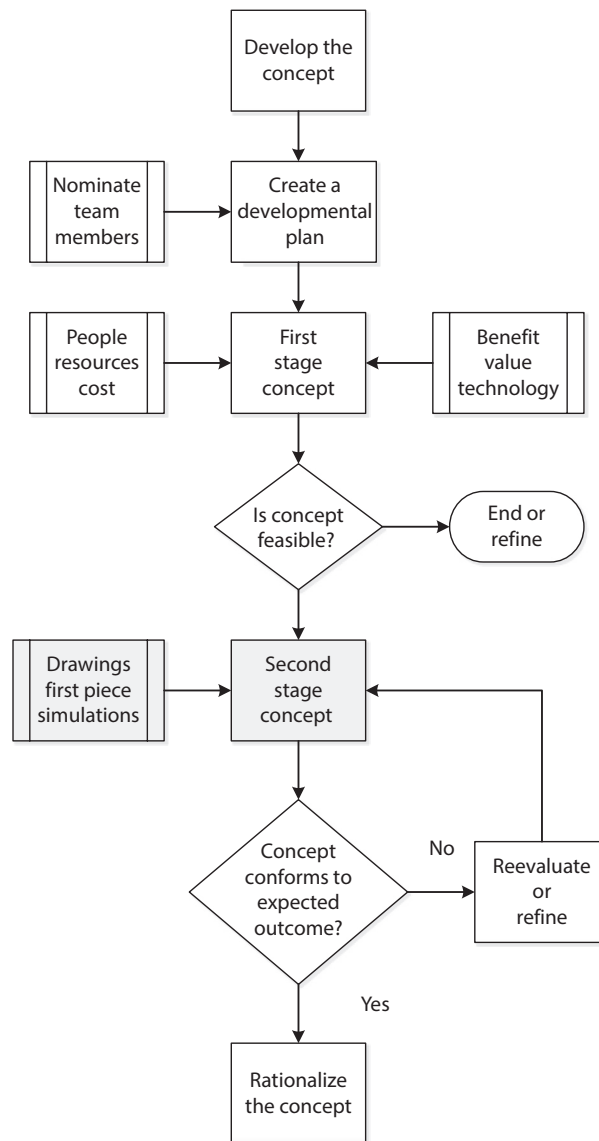 Develop the
concept
Nominate
team
members
Create a
developmental
plan
People
resources
cost
First
stage
concept
Benefit
value
technology
Is concept
feasible?
End or
refine
Drawings
first piece
simulations
Second
stage
concept
Concept
conforms to
expected
outcome?
No
Reevaluate
or
refine
Yes
Rationalize
the concept